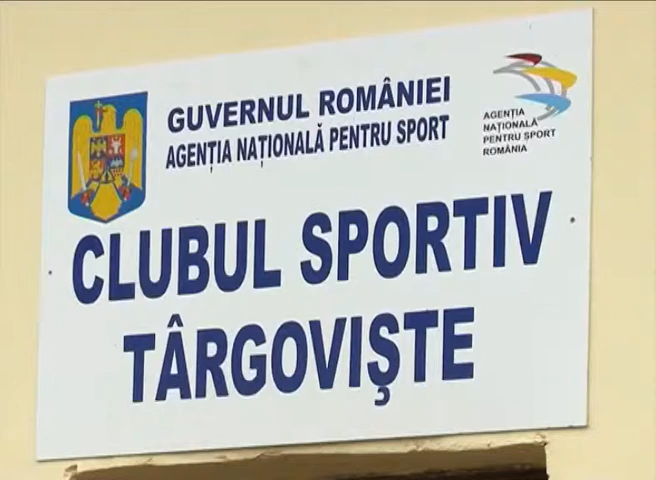 GUVERNUL ROMÂNIEI
AGENȚIA NAȚIONALĂ PENTRU SPORT
AGENȚIA
NAȚIONALĂ
PENTRU SPORT
ROMÂNIA
CLUBUL SPORTIV
TÂRGOVIȘTE